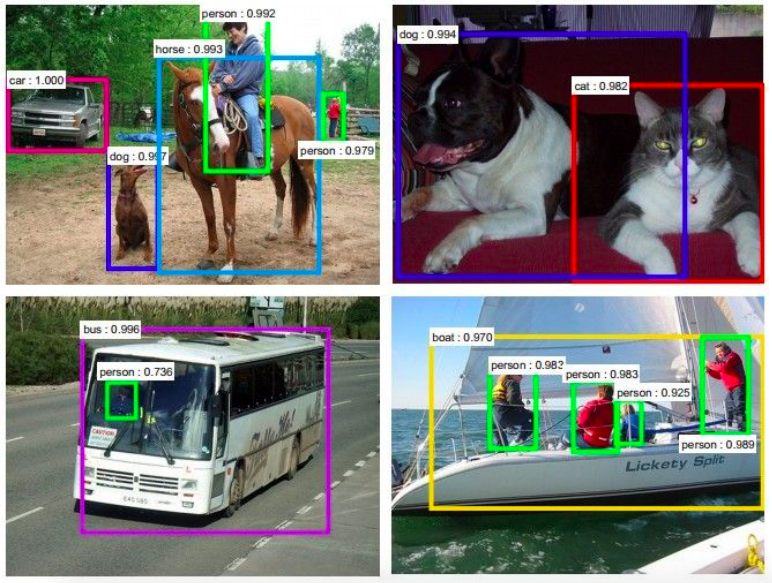 person : 0.992
horse : 0.993
car : 1.000
dog : 0.997
person : 0.979
dog : 0.994
cat : 0.982
bus : 0.996
person : 0.736
CAUTION
boat : 0.970
person : 0.983
person : 0.983
person : 0.925
person : 0.989
Lickety Split